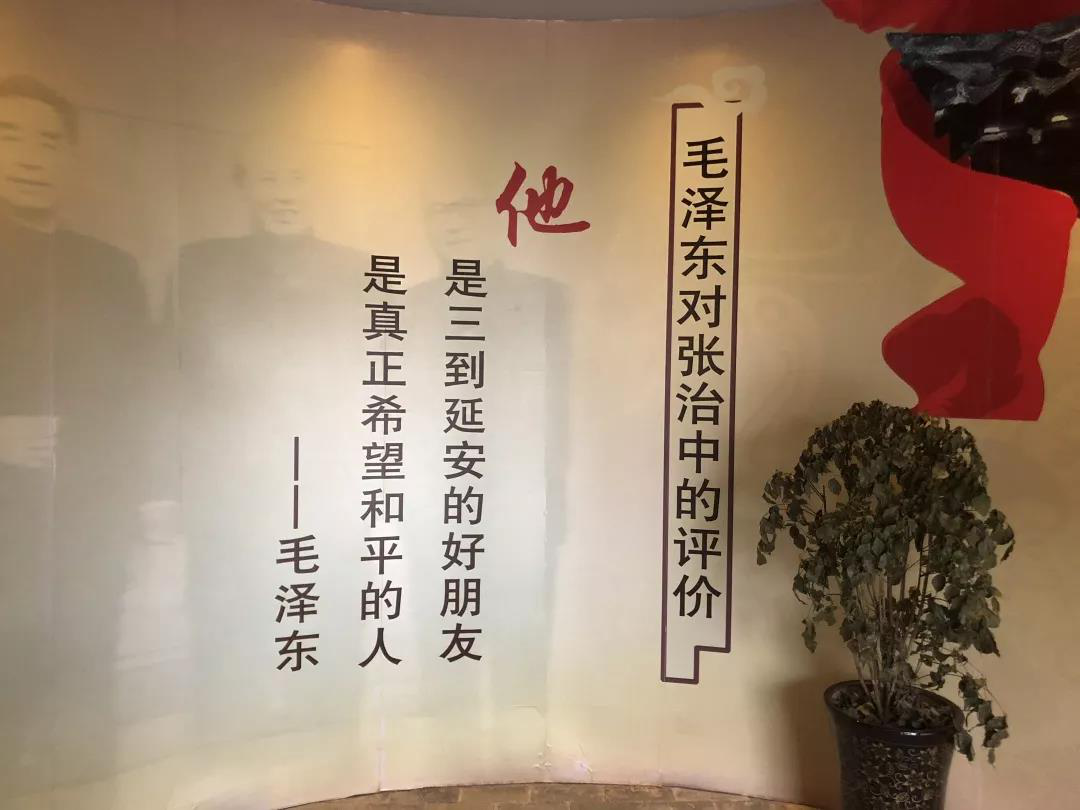 毛泽东对张治中的评价
他
是三到延安的好朋友
是真正希望和平的人
——毛泽东